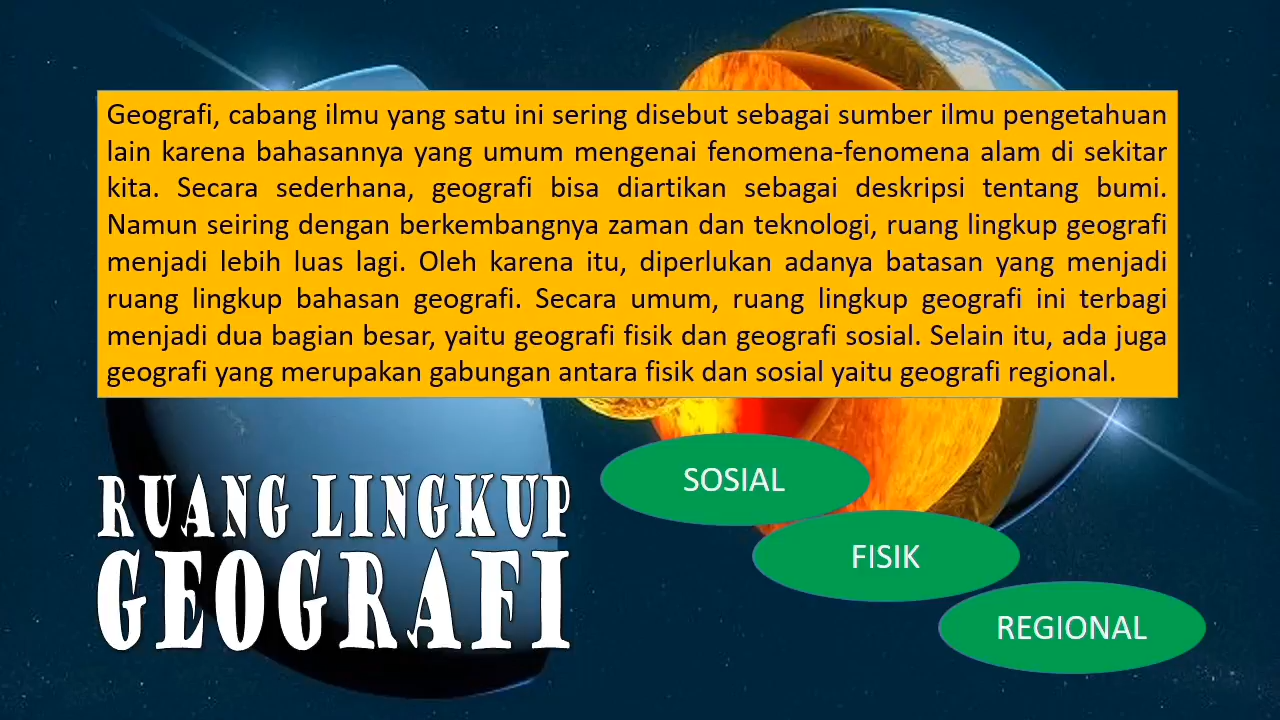 Geografi, cabang ilmu yang satu ini sering disebut sebagai sumber ilmu pengetahuan
lain karena bahasannya yang umum mengenai fenomena-fenomena alam di sekitar
kita. Secara sederhana, geografi bisa diartikan sebagai deskripsi tentang bumi.
Namun seiring dengan berkembangnya zaman dan teknologi, ruang lingkup geografi
menjadi lebih luas lagi. Oleh karena itu, diperlukan adanya batasan yang menjadi
ruang lingkup bahasan geografi. Secara umum, ruang lingkup geografi ini terbagi
menjadi dua bagian besar, yaitu geografi fisik dan geografi sosial. Selain itu, ada juga
geografi yang merupakan gabungan antara fisik dan sosial yaitu geografi regional.
RUANG LINGKUP
GEOGRAFI
SOSIAL
FISIK
REGIONAL